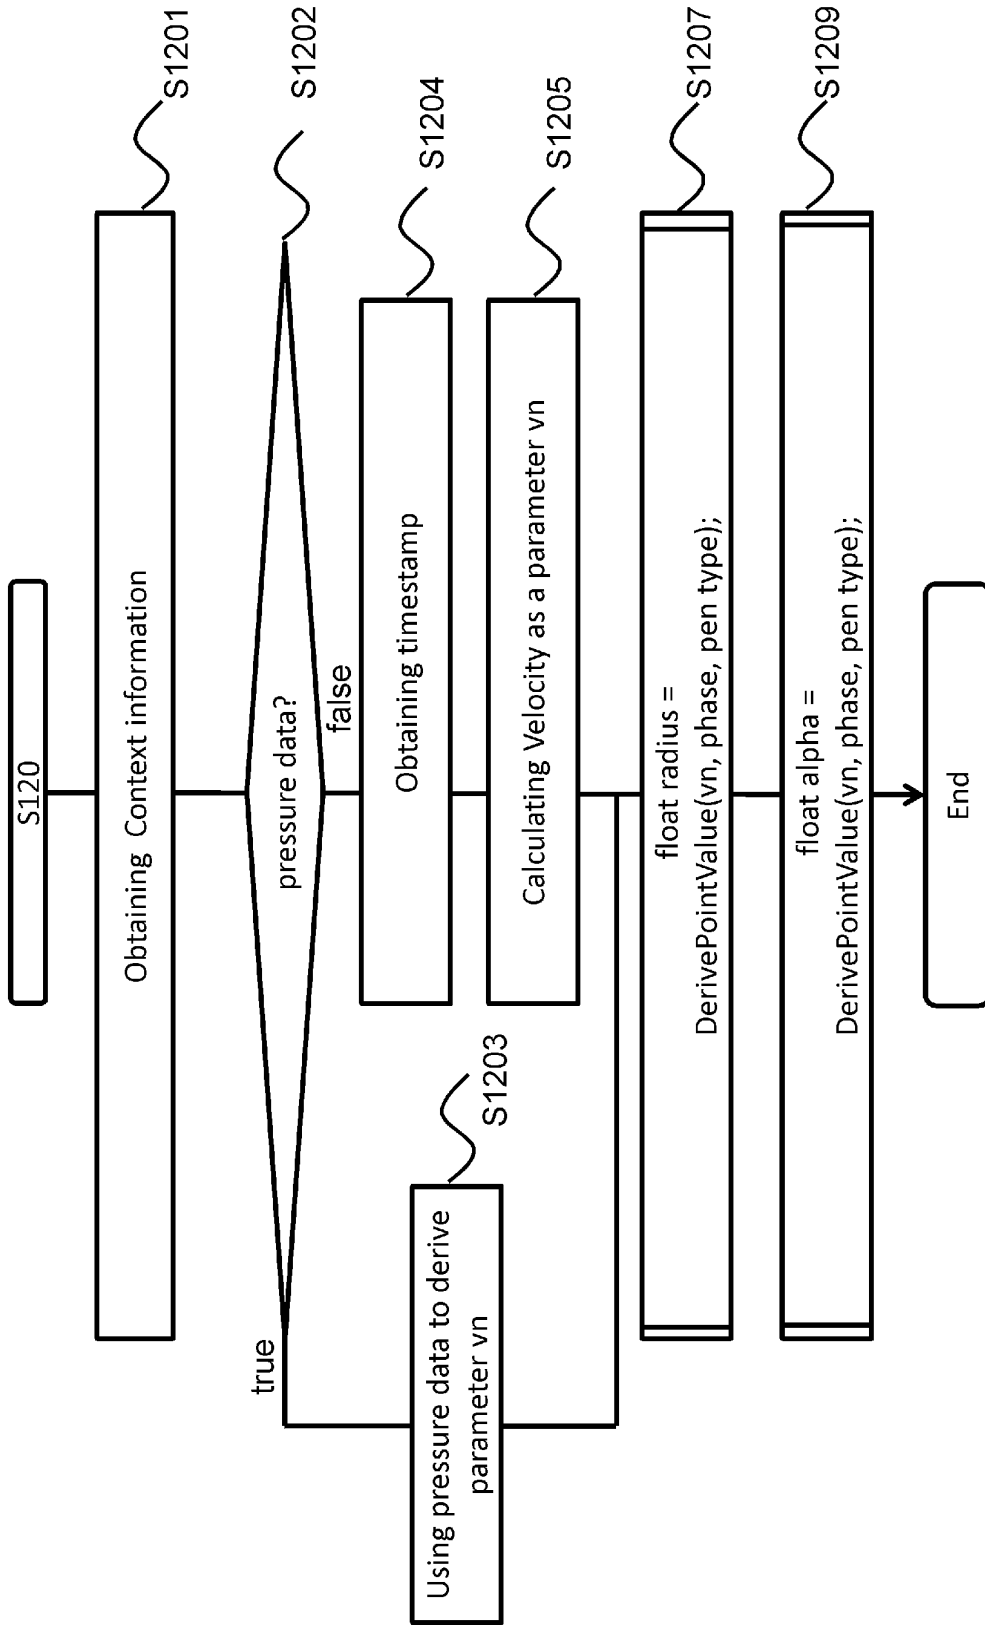 S120
Obtaining Context information
S1201
pressure data?
S1202
true
false
Using pressure data to derive
parameter vn
S1203
Obtaining timestamp
S1204
Calculating Velocity as a parameter vn
S1205
float radius =
DerivePointValue(vn, phase, pen type);
S1207
float alpha =
DerivePointValue(vn, phase, pen type);
S1209
End